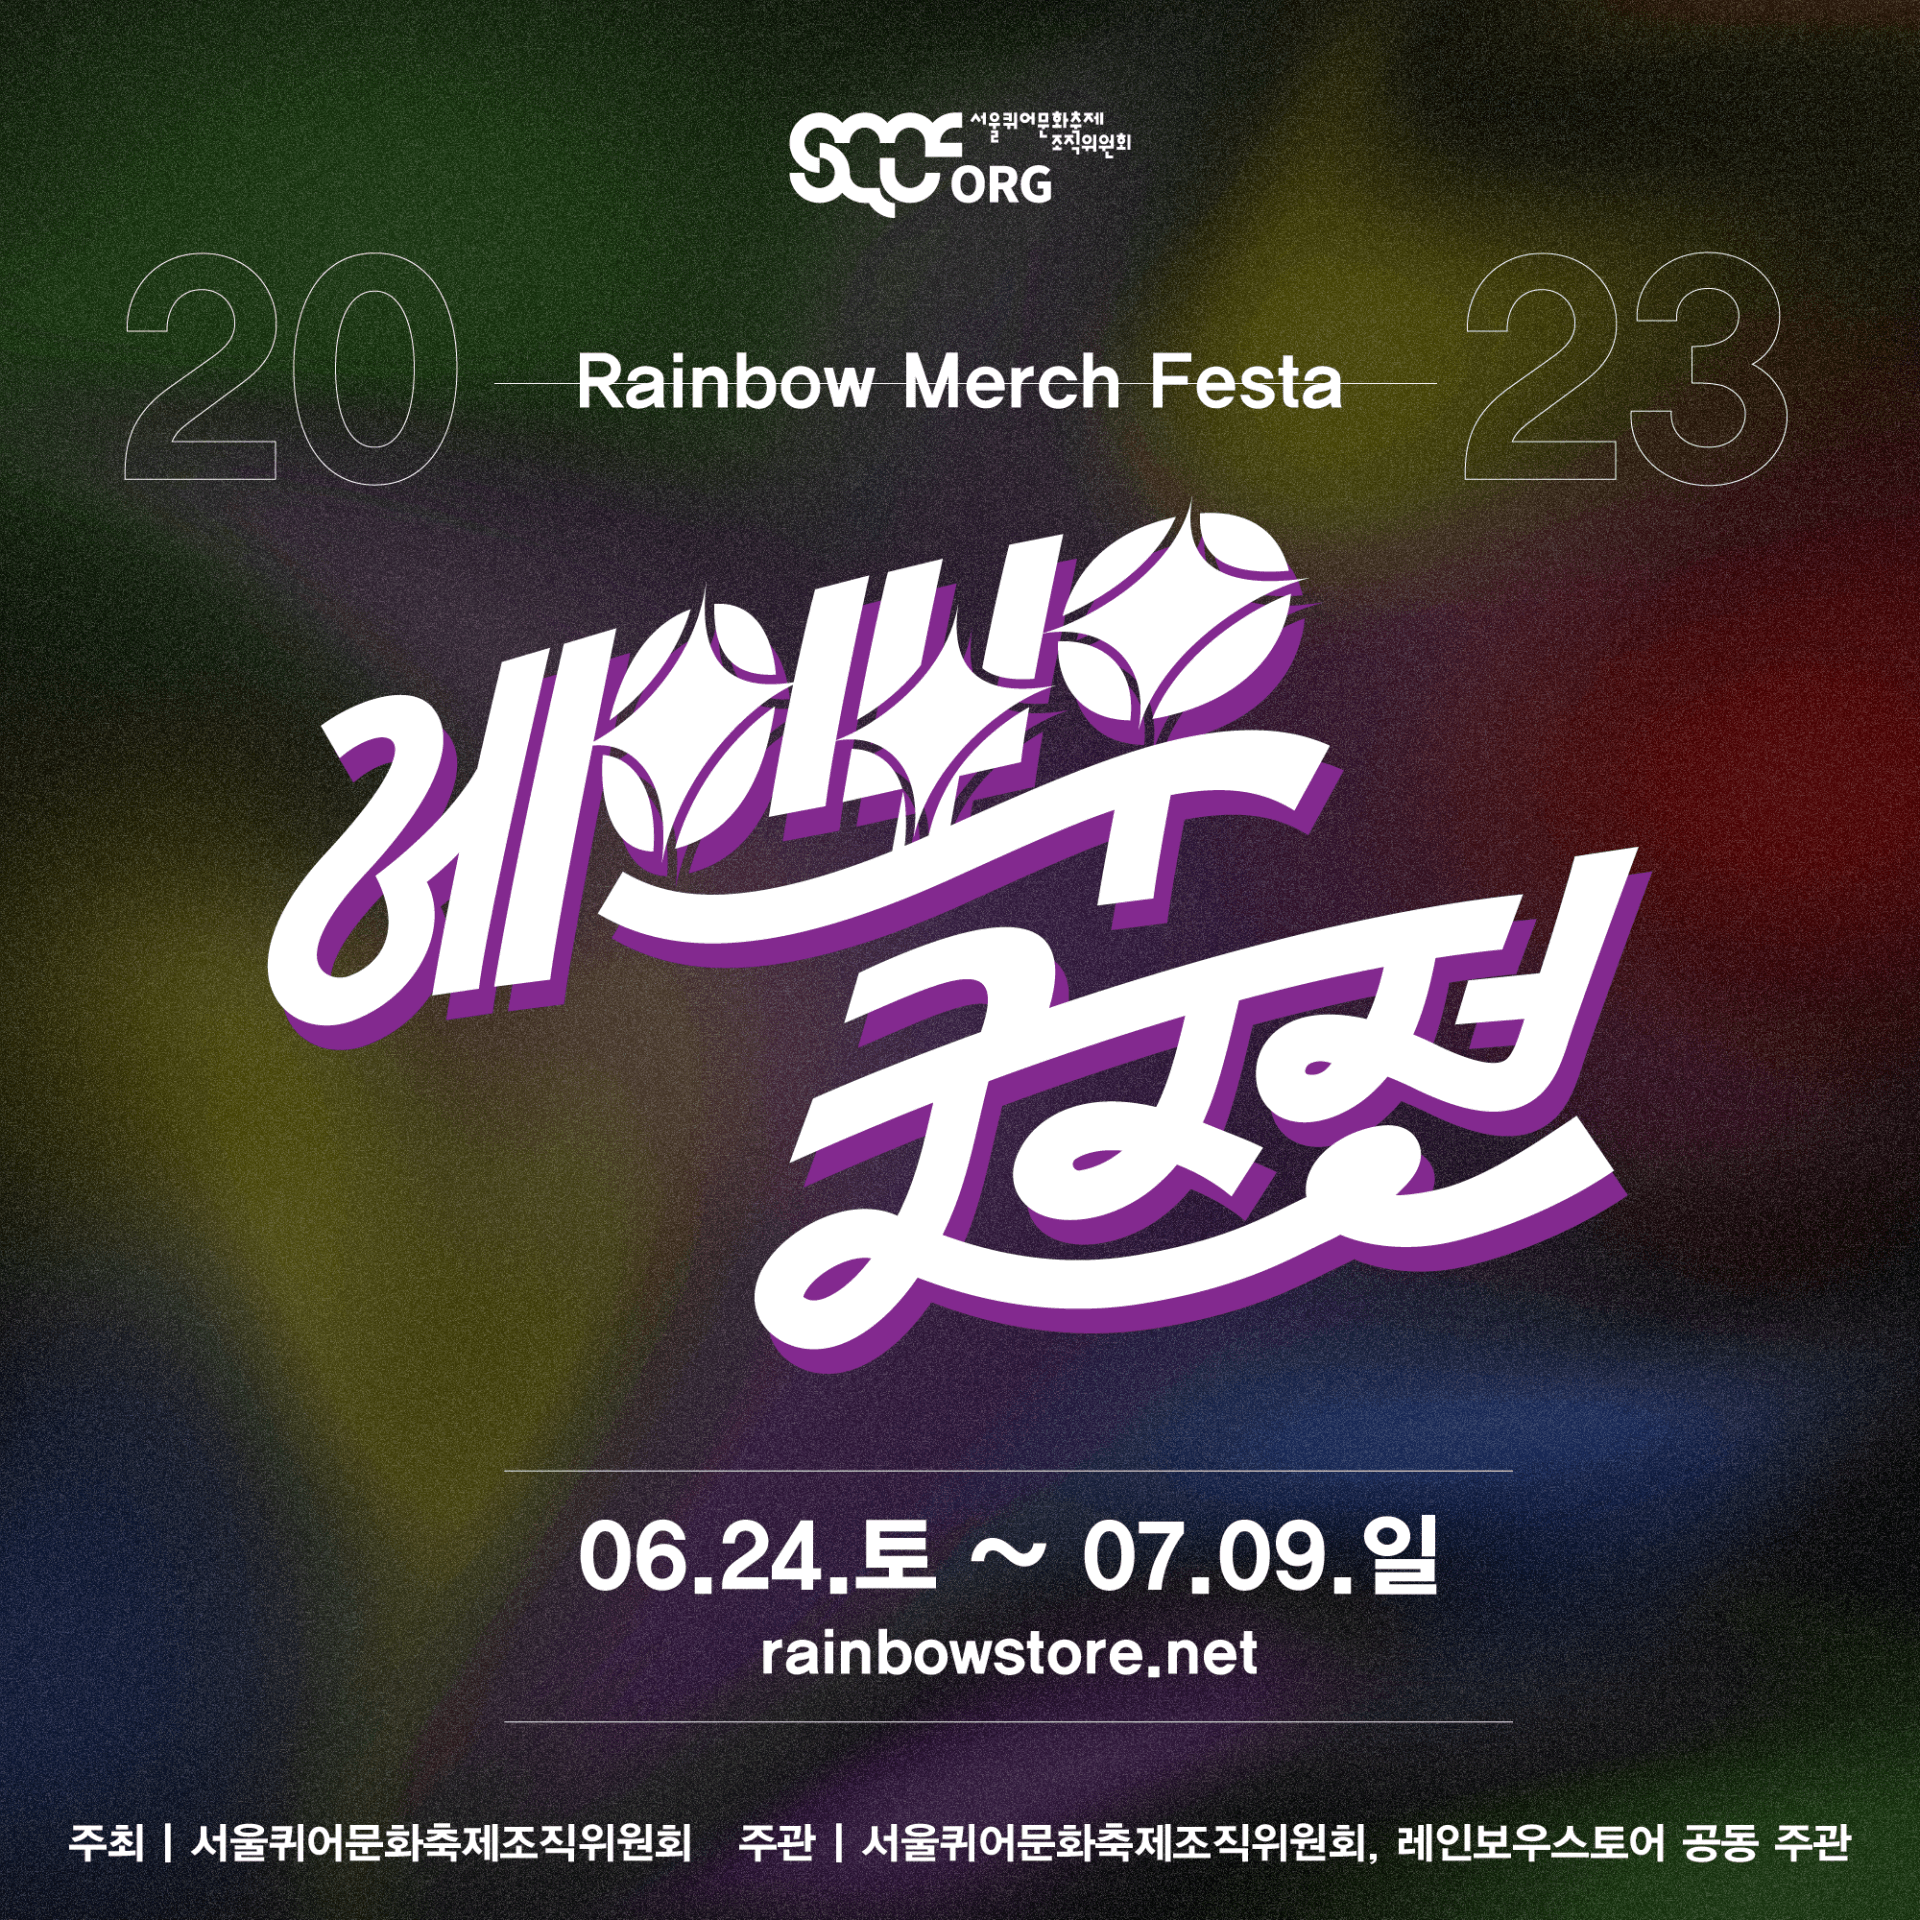 SQCF ORG 서울퀴어문화축제
조직위원회
2023
Rainbow Merch Festa
레인보우
굿즈전
06.24.토 ~ 07.09.일
rainbowstore.net
주최 | 서울퀴어문화축제조직위원회 주관 | 서울퀴어문화축제조직위원회, 레인보우스토어 공동 주관